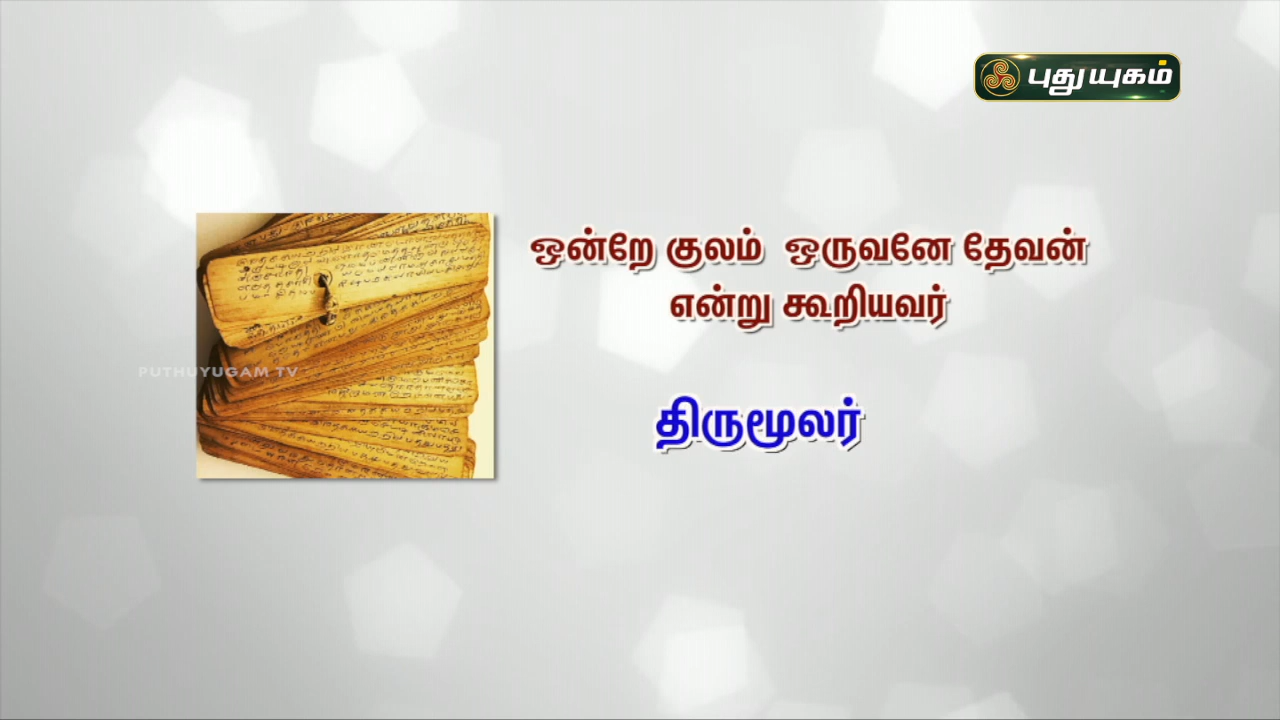 புதுயுகம்
ஒன்றே குலம் ஒருவனே தேவன்
என்று கூறியவர்
PUTHUYUGAM TV
திருமூலர்